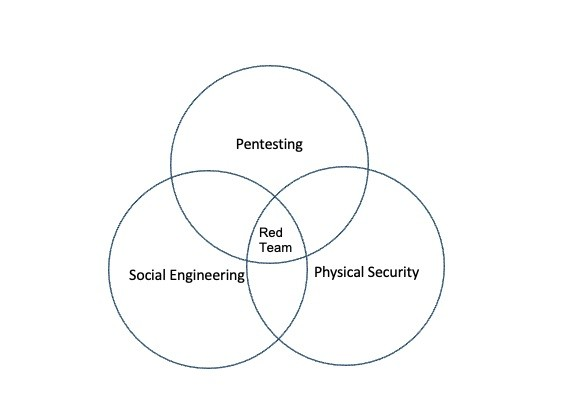 Pentesting
Red
Team
Social Engineering
Physical Security